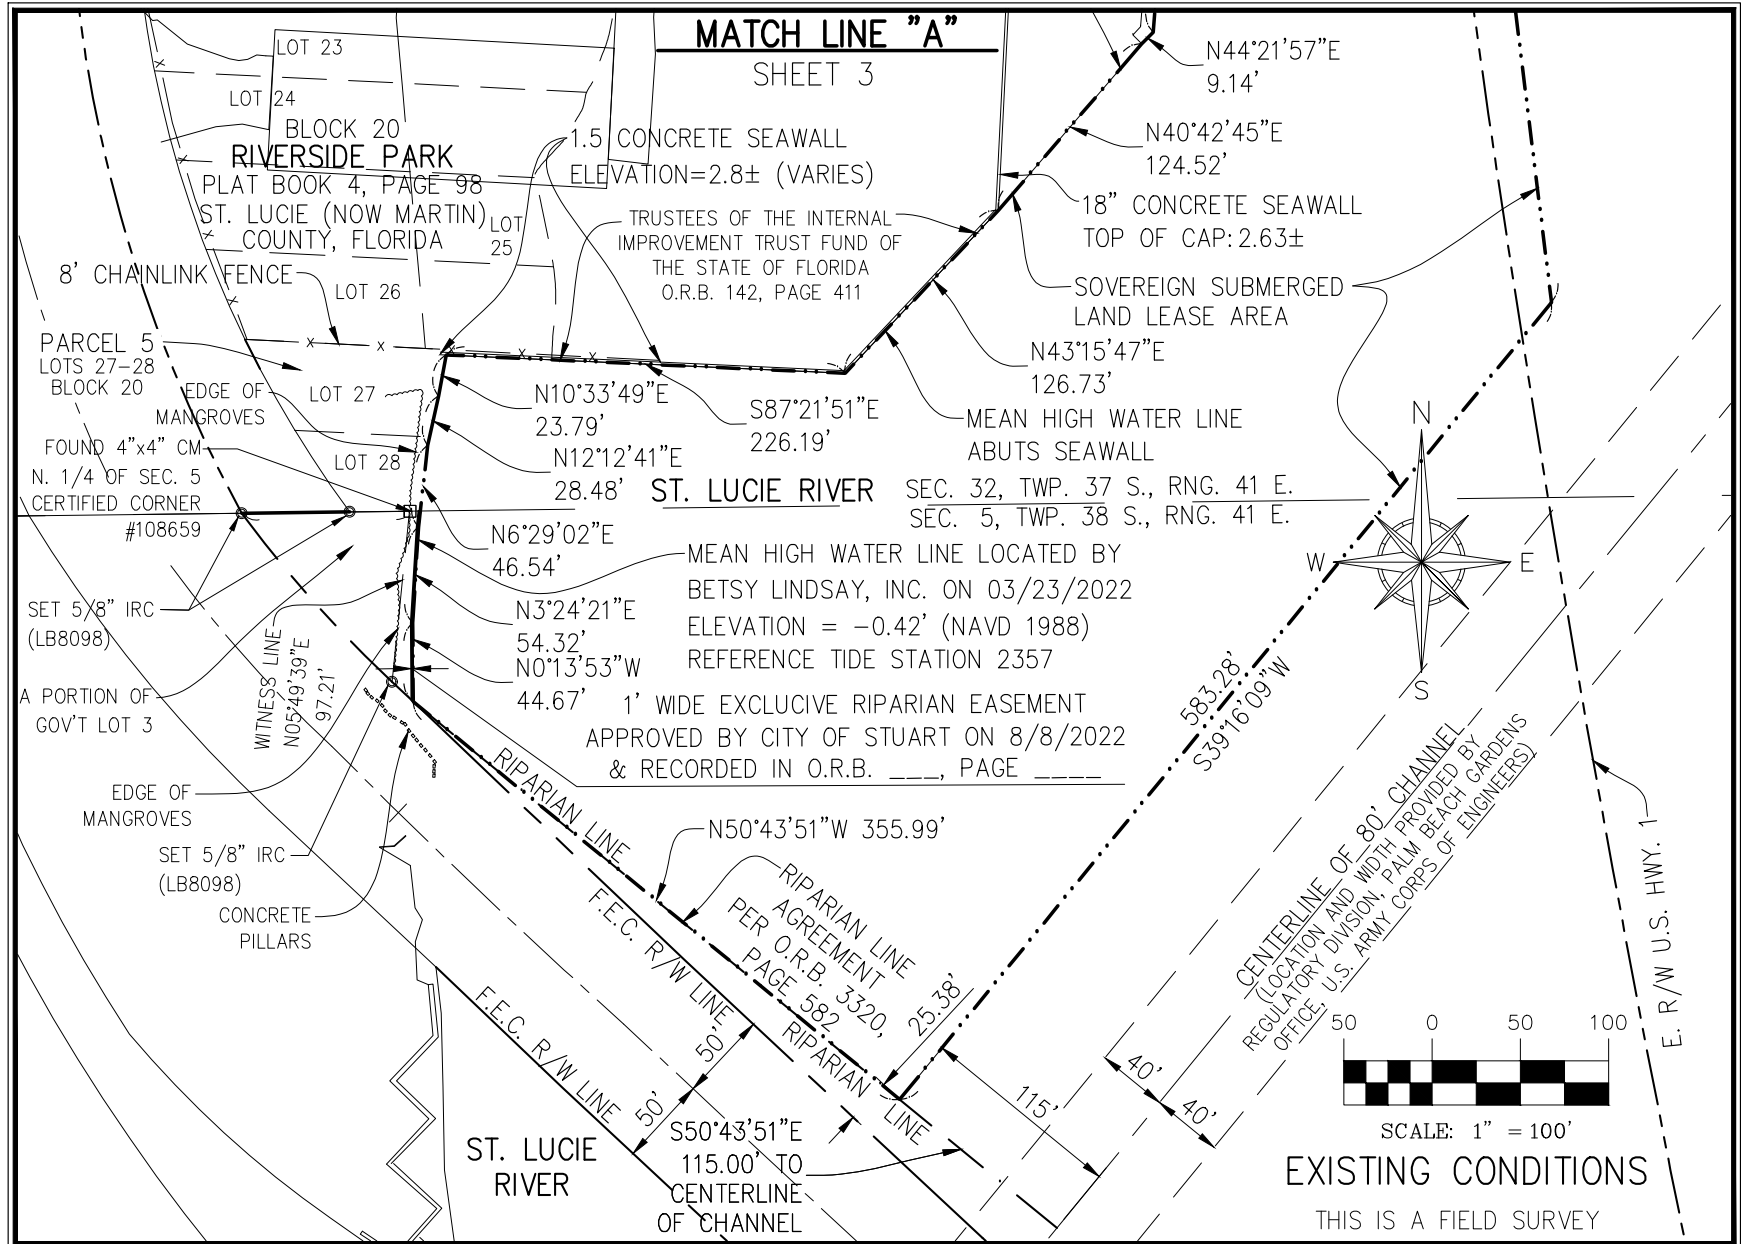 MATCH LINE "A"
SHEET 3
LOT 23
LOT 24
BLOCK 20
RIVERSIDE PARK
PLAT BOOK 4, PAGE 98
ST. LUCIE (NOW MARTIN)
COUNTY, FLORIDA
LOT
25
8' CHAINLINK FENCE
LOT 26
PARCEL 5
LOTS 27-28
BLOCK 20
LOT 27
EDGE OF
MANGROVES
FOUND 4"x4" CM
N. 1/4 OF SEC. 5
CERTIFIED CORNER
#108659
LOT 28
SET 5/8" IRC
(LB8098)
A PORTION OF
GOV'T LOT 3
WITNESS LINE
N05°49'39"E
97.21'
EDGE OF
MANGROVES
SET 5/8" IRC
(LB8098)
CONCRETE
PILLARS
1.5 CONCRETE SEAWALL
ELEVATION=2.8± (VARIES)
TRUSTEES OF THE INTERNAL
IMPROVEMENT TRUST FUND OF
THE STATE OF FLORIDA
O.R.B. 142, PAGE 411
N44°21'57"E
9.14'
N40°42'45"E
124.52'
18" CONCRETE SEAWALL
TOP OF CAP: 2.63±
SOVEREIGN SUBMERGED
LAND LEASE AREA
N43°15'47"E
126.73'
MEAN HIGH WATER LINE
ABUTS SEAWALL
N10°33'49"E
23.79'
S87°21'51"E
226.19'
N12°12'41"E
28.48'
ST. LUCIE RIVER
SEC. 32, TWP. 37 S., RNG. 41 E.
SEC. 5, TWP. 38 S., RNG. 41 E.
N6°29'02"E
46.54'
MEAN HIGH WATER LINE LOCATED BY
BETSY LINDSAY, INC. ON 03/23/2022
ELEVATION = -0.42' (NAVD 1988)
REFERENCE TIDE STATION 2357
N3°24'21"E
54.32'
N0°13'53"W
44.67'
1' WIDE EXCLUCIVE RIPARIAN EASEMENT
APPROVED BY CITY OF STUART ON 8/8/2022
& RECORDED IN O.R.B. ___, PAGE ____
N
W
E
S
583.28'
S39°16'09"W
RIPARIAN LINE
N50°43'51"W 355.99'
RIPARIAN LINE
AGREEMENT
PER O.R.B. 3320,
PAGE 582
F.E.C. R/W LINE
RIPARIAN
LINE
25.38'
F.E.C. R/W LINE
50'
50'
ST. LUCIE
RIVER
S50°43'51"E
115.00' TO
CENTERLINE
OF CHANNEL
115'
40'
40'
CENTERLINE OF 80' CHANNEL
(LOCATION AND WIDTH PROVIDED BY
REGULATORY DIVISION, PALM BEACH GARDENS
OFFICE, U.S. ARMY CORPS OF ENGINEERS)
E. R/W U.S. HWY. 1
50 0 50 100
SCALE: 1" = 100'
EXISTING CONDITIONS
THIS IS A FIELD SURVEY